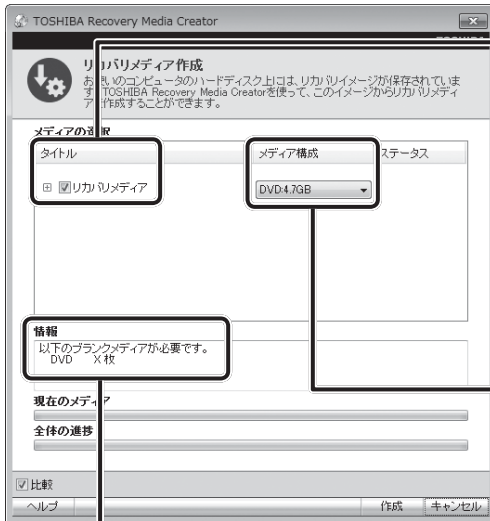 TOSHIBA Recovery Media Creator
リカバリメディア作成
お使いのコンピュータのハードディスク上には、リカバリイメージが保存されていま
す。TOSHIBA Recovery Media Creatorを使って、このイメージからリカバリメディ
アを作成することができます。
メディアの選択
タイトル メディア構成 ステータス
リカバリメディア DVD:4.7GB
情報
以下のブランクメディアが必要です。
DVD X枚
現在のメディア
全体の進捗
比較
ヘルプ 作成 キャンセル